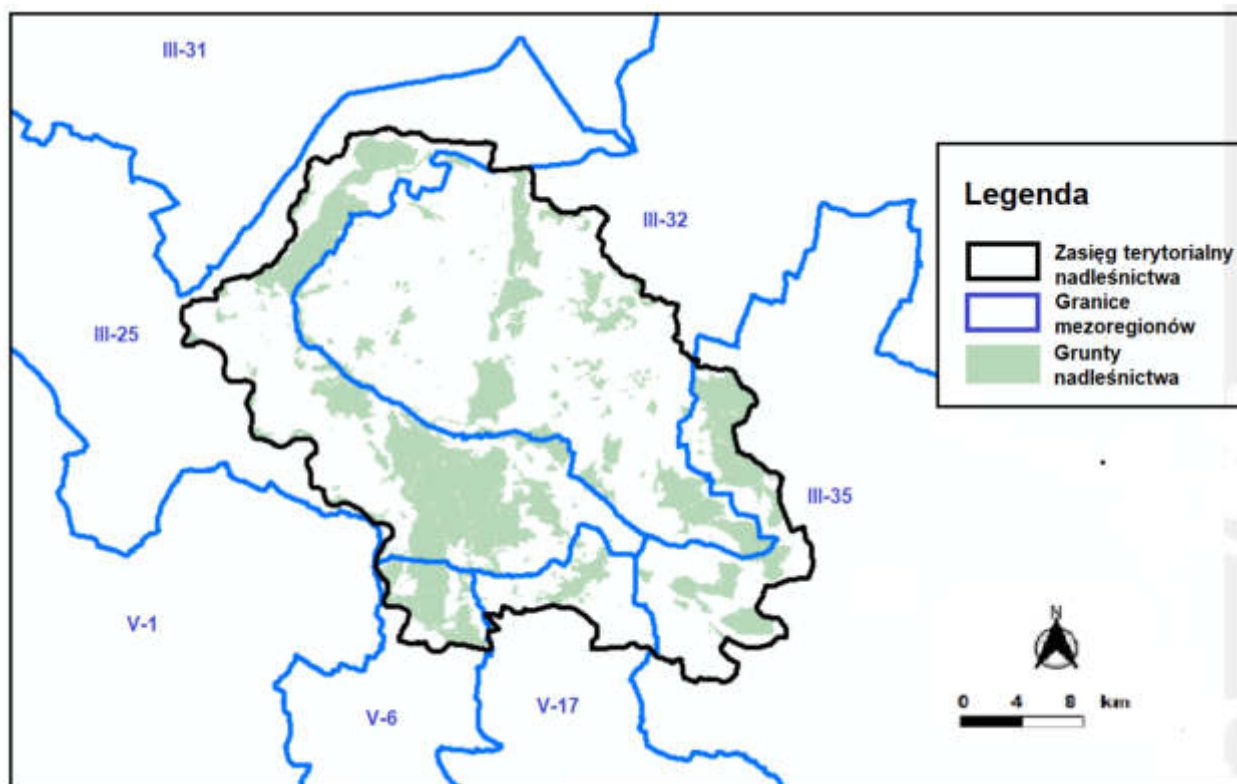 III-31
III-32
III-25
III-35
V-1
V-6
V-17
Legenda
Zasięg terytorialny
nadleśnictwa
Granice
mezoregionów
Grunty
nadleśnictwa
N
0 4 8 km